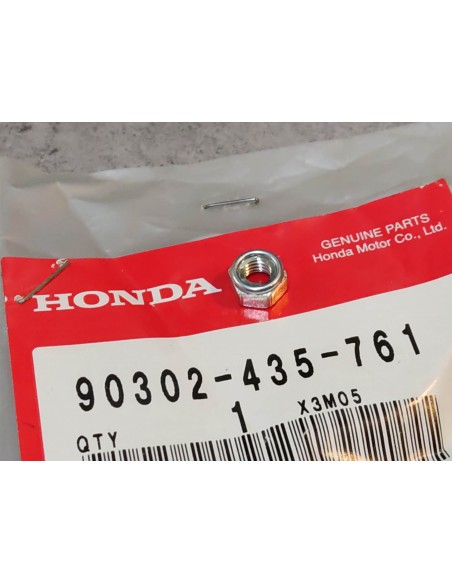 GENUINE PARTS
Honda Motor Co., Ltd.
HONDA
90302-435-761
QTY 1 X3M05